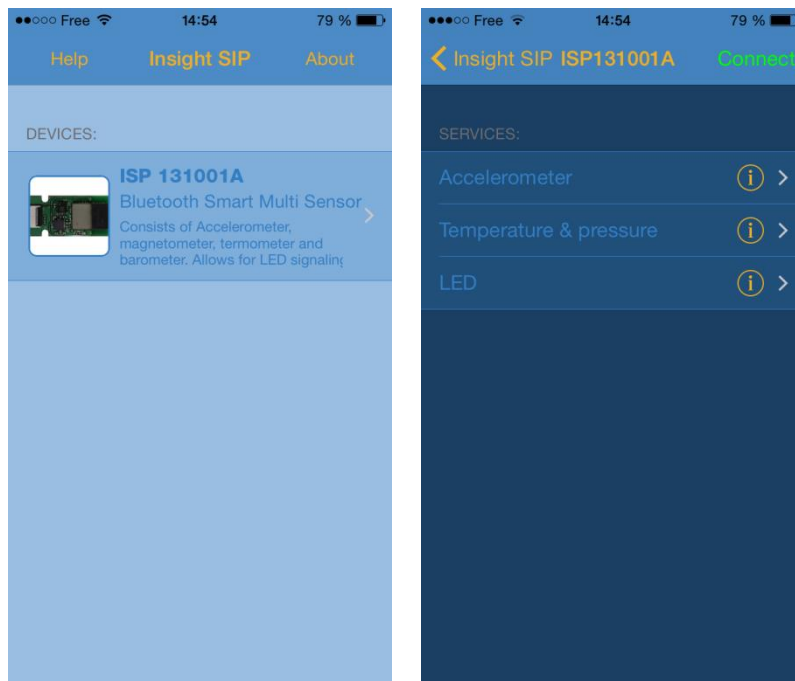 Free 14:54 79 %
Help Insight SIP About
DEVICES:
ISP 131001A
Bluetooth Smart Multi Sensor
Consists of Accelerometer,
magnetometer, termometer and
barometer. Allows for LED signaling
Free 14:54 79 %
Insight SIP ISP131001A Connect
SERVICES:
Accelerometer
Temperature & pressure
LED